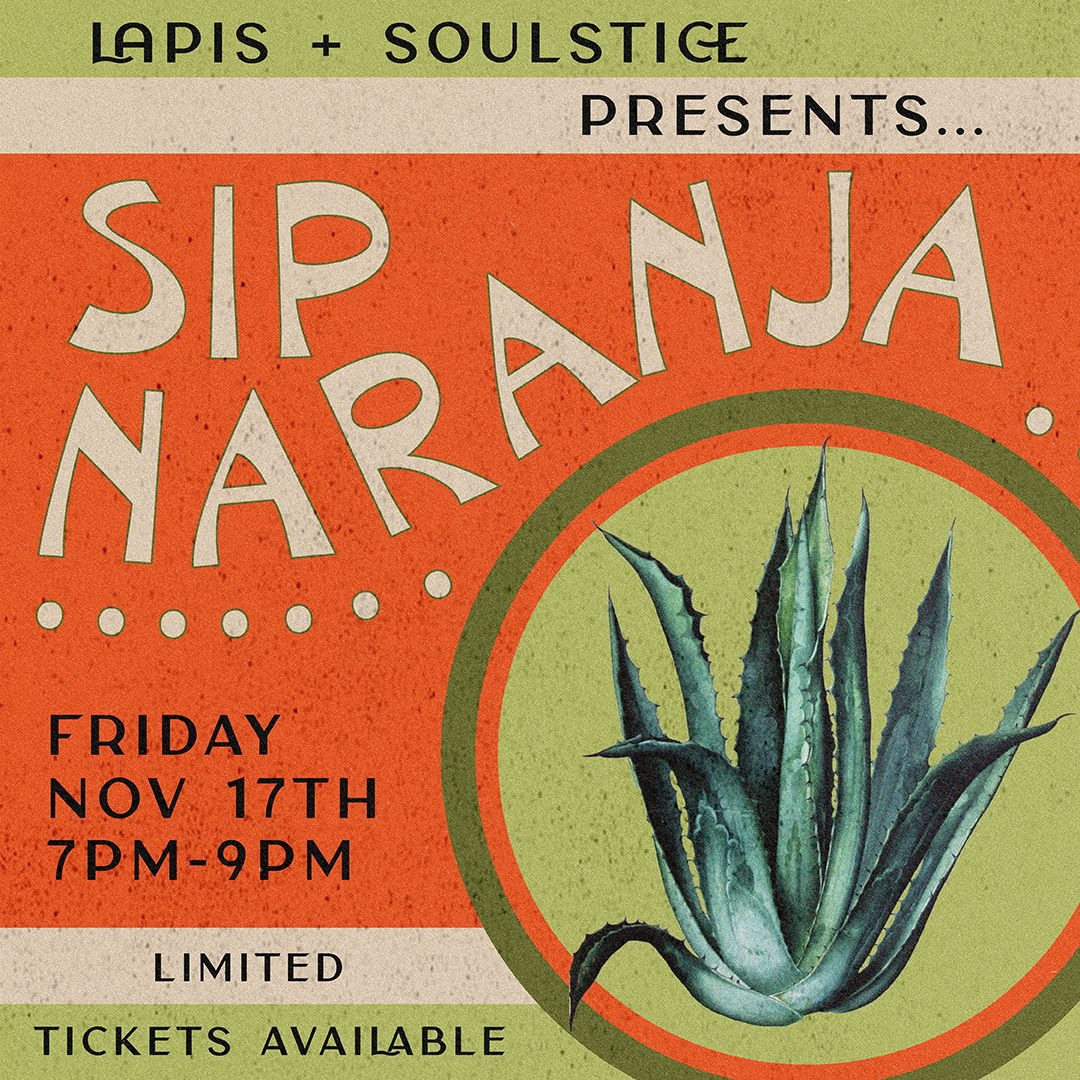 LAPIS + SOULSTICE
PRESENTS...
SIP
NARANJA
FRIDAY
NOV 17TH
7PM-9PM
LIMITED
TICKETS AVAILABLE